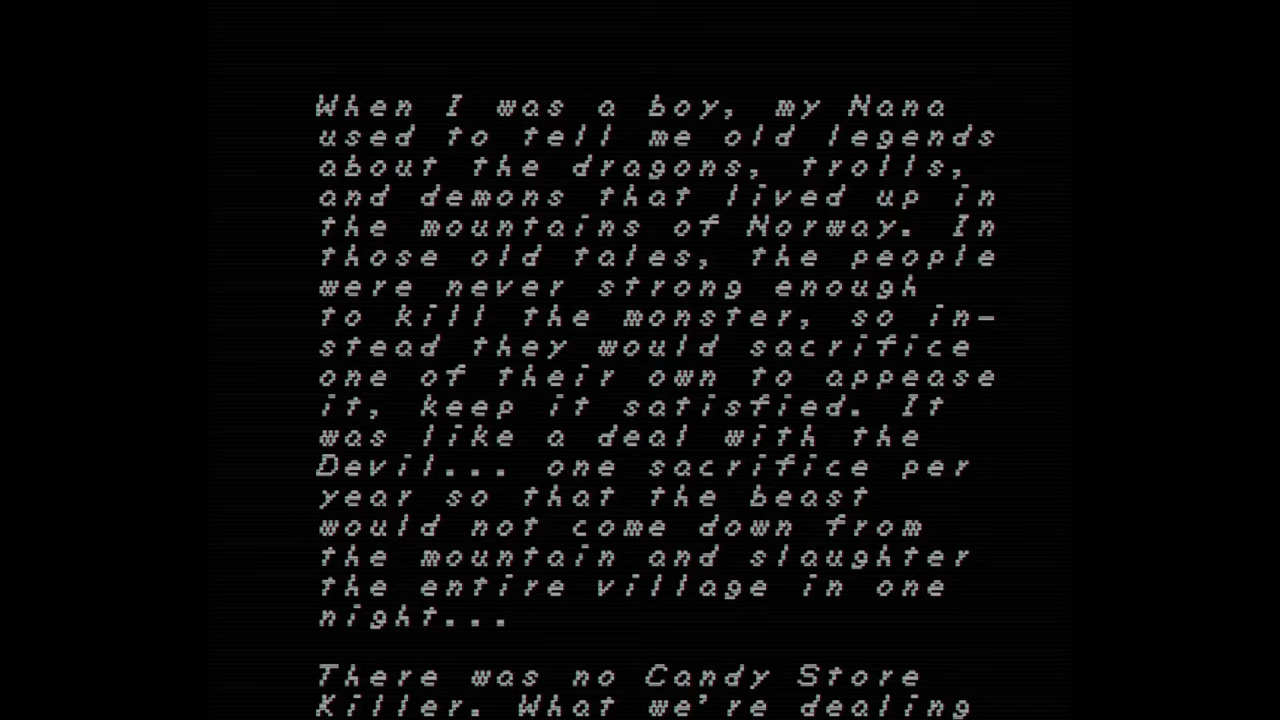 When I was a boy, my Nana
used to tell me old legends
about the dragons, trolls,
and demons that lived up in
the mountains of Norway. In
those old tales, the people
were never strong enough
to kill the monster, so in-
stead they would sacrifice
one of their own to appease
it, keep it satisfied. It
was like a deal with the
Devil... one sacrifice per
year so that the beast
would not come down from
the mountain and slaughter
the entire village in one
night...
There was no Candy Store
Killer. What we're dealing